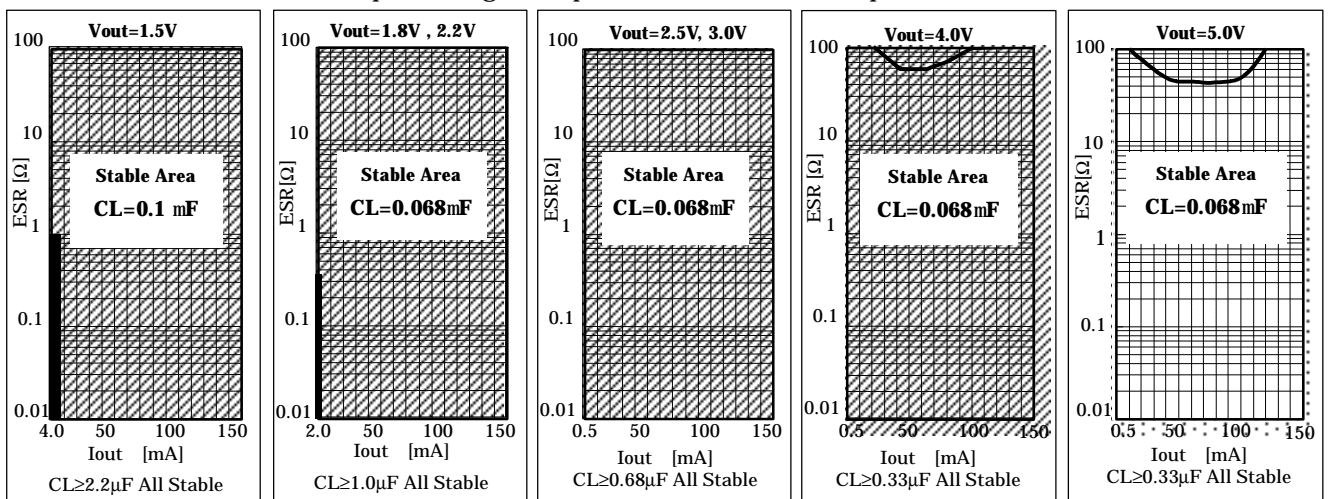 Vout=1.5V
100
10
1
0.1
0.01
ESR [Ω]
Stable Area
CL=0.1 mF
4.0 50 100 150
Iout [mA]
CL≥2.2μF All Stable
Vout=1.8V , 2.2V
100
10
1
0.1
0.01
Stable Area
CL=0.068mF
2.0 50 100 150
Iout [mA]
CL≥1.0μF All Stable
Vout=2.5V, 3.0V
100
10
1
0.1
0.01
Stable Area
CL=0.068mF
0.5 50 100 150
Iout [mA]
CL≥0.68μF All Stable
Vout=4.0V
100
10
1
0.1
0.01
ESR [Ω]
Stable Area
CL=0.068mF
0.5 50 100 150
Iout [mA]
CL≥0.33μF All Stable
Vout=5.0V
100
10
1
0.1
0.01
ESR [Ω]
Stable Area
CL=0.068mF
0.5 50 100 150
Iout [mA]
CL≥0.33μF All Stable